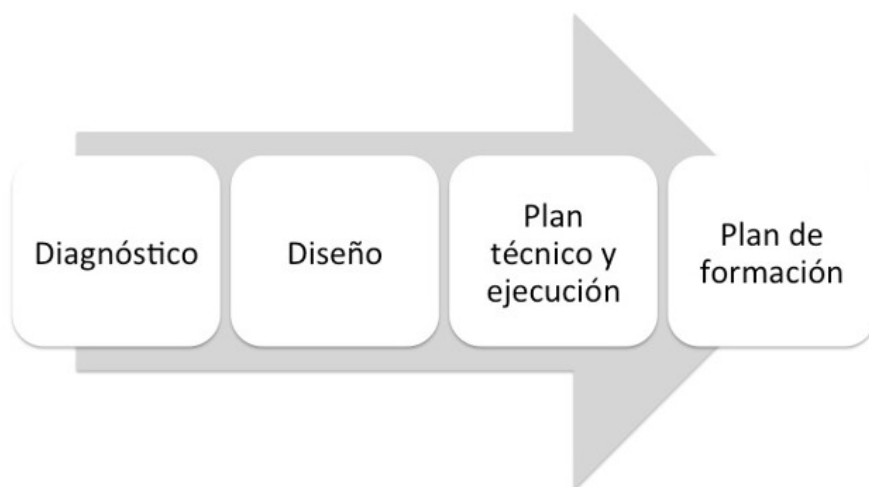 Diagnóstico
Diseño
Plan
técnico y
ejecución
Plan de
formación